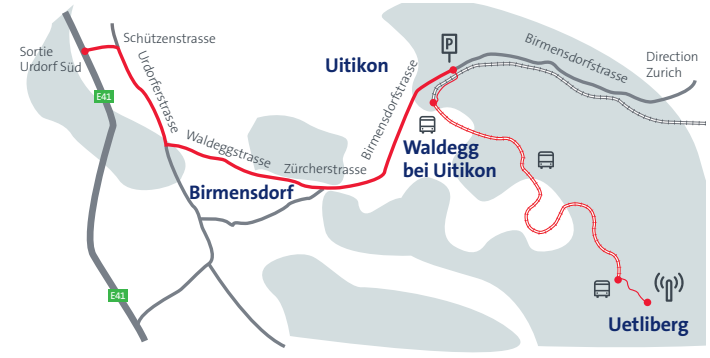 Sortie
Urdorf Süd
Schützenstrasse
E41
Urdorferstrasse
Waldeggstrasse
Zürcherstrasse
Birmensdorf
Birmensdorfstrasse
Uitikon
P
Birmensdorfstrasse
Direction
Zurich
Waldegg
bei Uitikon
E41
Uetliberg